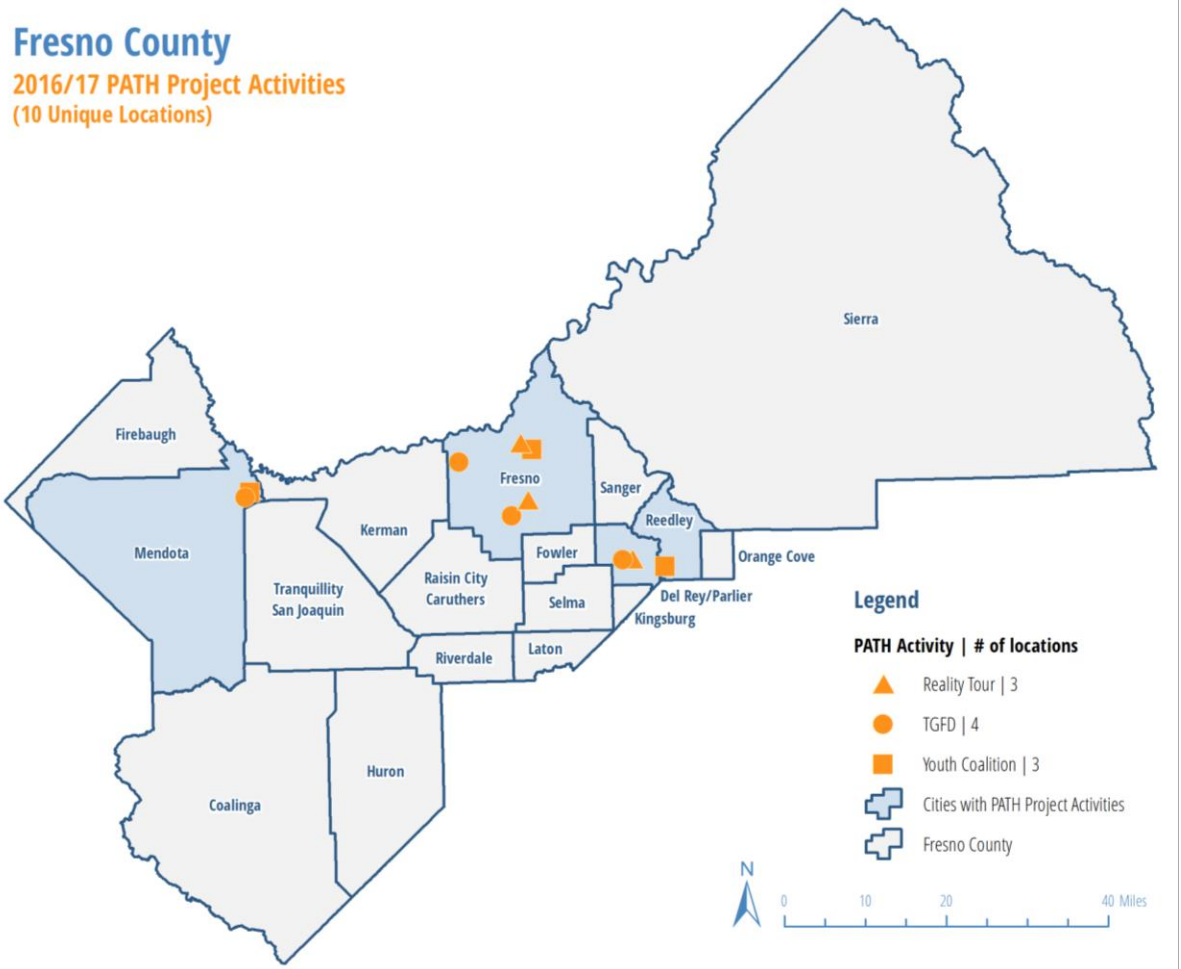 Fresno County
2016/17 PATH Project Activities
(10 Unique Locations)
Sierra
Firebaugh
Fresno
Sanger
Reedley
Kerman
Mendota
Fowler
Orange Cove
Raisin City
Caruthers
Tranquillity
San Joaquin
Selma
Del Rey/Parlier
Kingsburg
Riverdale
Laton
Huron
Coalinga
Legend
PATH Activity | # of locations
Reality Tour | 3
TGFD | 4
Youth Coalition | 3
Cities with PATH Project Activities
Fresno County
N
0 10 20 40 Miles